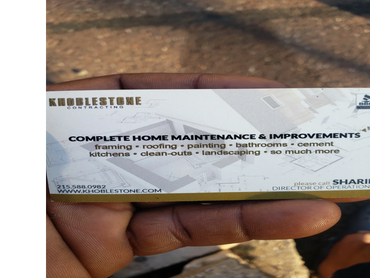 KHOBLESTONE
CONTRACTING
COMPLETE HOME MAINTENANCE & IMPROVEMENTS
framing • roofing • painting • bathrooms • cement
kitchens • clean-outs • landscaping • so much more
please call SHARI
215.588.0982
WWW.KHOBLESTONE.COM
DIRECTOR OF OPERATION